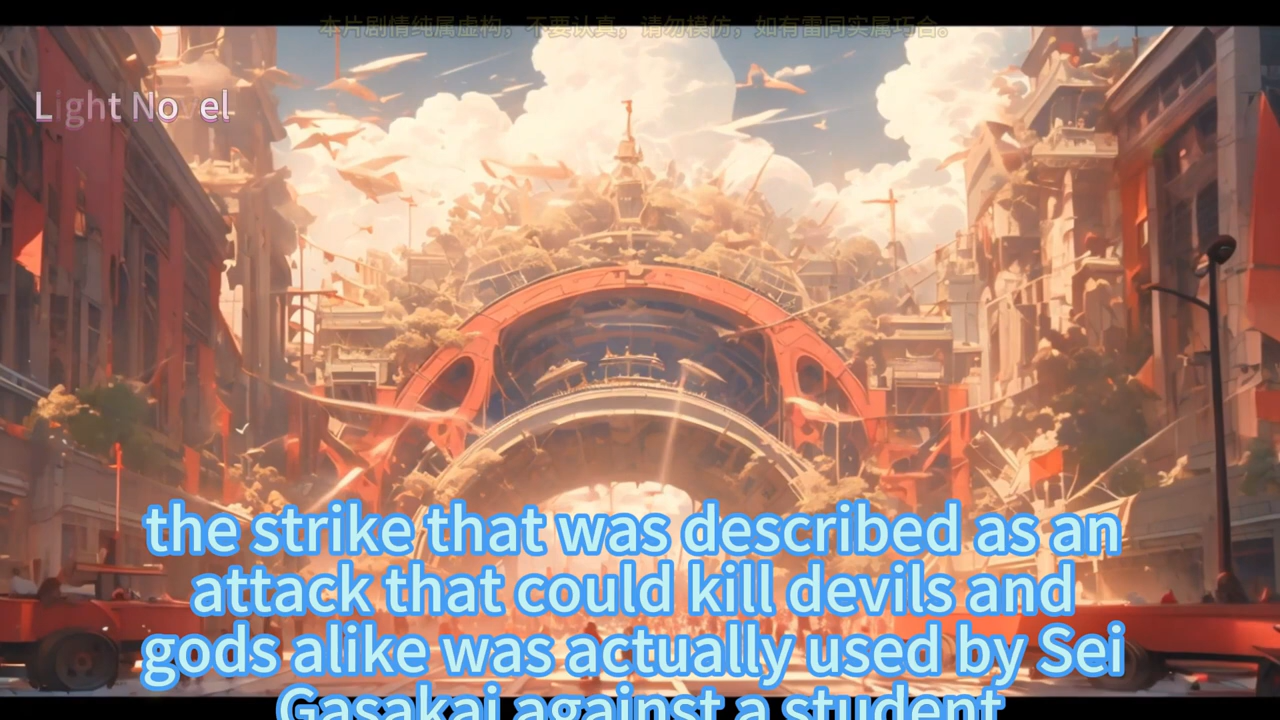 本片剧情纯属虚构，不要认真，请勿模仿，如有雷同实属巧合。
Light Novel
the strike that was described as an
attack that could kill devils and
gods alike was actually used by Sei
Gasakai against a student